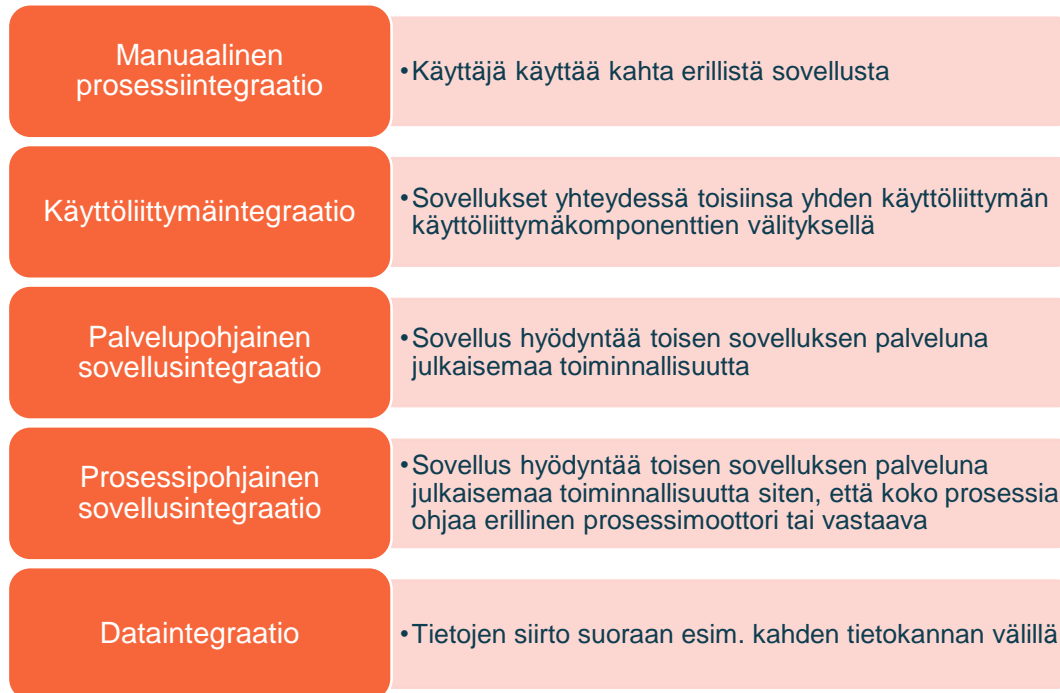 Manuaalinen
prosessiintegraatio
•Käyttäjä käyttää kahta erillistä sovellusta
Käyttöliittymäintegraatio
•Sovellukset yhteydessä toisiinsa yhden käyttöliittymän
käyttöliittymäkomponenttien välityksellä
Palvelupohjainen
sovellusintegraatio
•Sovellus hyödyntää toisen sovelluksen palveluna
julkaisemaa toiminnallisuutta
Prosessipohjainen
sovellusintegraatio
•Sovellus hyödyntää toisen sovelluksen palveluna
julkaisemaa toiminnallisuutta siten, että koko prosessia
ohjaa erillinen prosessimoottori tai vastaava
Dataintegraatio
•Tietojen siirto suoraan esim. kahden tietokannan välillä